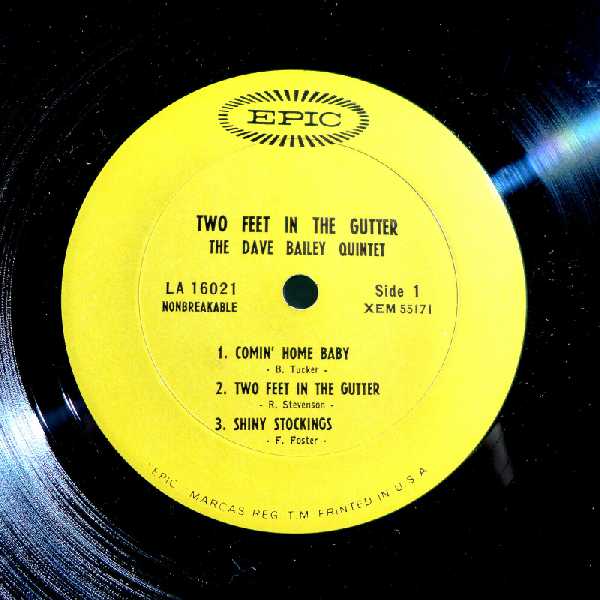 EPIC
TWO FEET IN THE GUTTER
THE DAVE BAILEY QUINTET
LA 16021 Side 1
NONBREAKABLE XEM 55171
1. COMIN' HOME BABY
- B. Tucker -
2. TWO FEET IN THE GUTTER
- R. Stevenson -
3. SHINY STOCKINGS
- F. Foster -
"EPIC" MARCAS REG. T.M. PRINTED IN U.S.A.